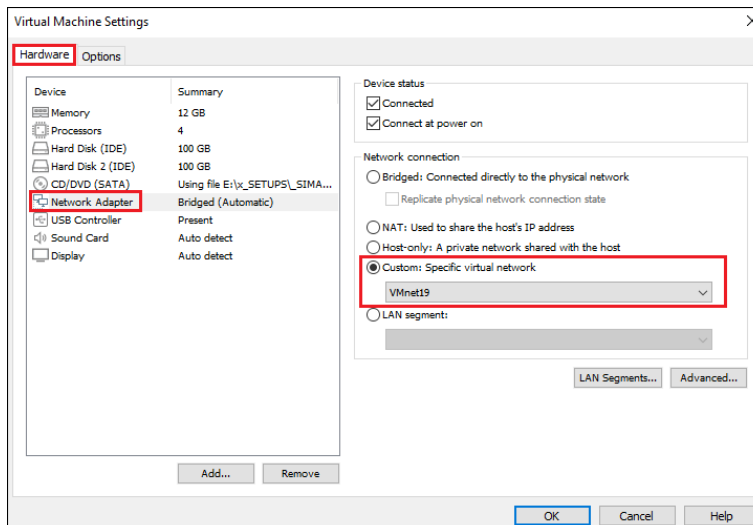 Virtual Machine Settings
Hardware Options
Device Summary
Memory 12 GB
Processors 4
Hard Disk (IDE) 100 GB
Hard Disk 2 (IDE) 100 GB
CD/DVD (SATA) Using file E:\x_SETUPS\_SIMA...
Network Adapter Bridged (Automatic)
USB Controller Present
Sound Card Auto detect
Display Auto detect
Add... Remove
Device status
Connected
Connect at power on
Network connection
Bridged: Connected directly to the physical network
Replicate physical network connection state
NAT: Used to share the host's IP address
Host-only: A private network shared with the host
Custom: Specific virtual network
VMnet19
LAN segment:
LAN Segments... Advanced...
OK Cancel Help